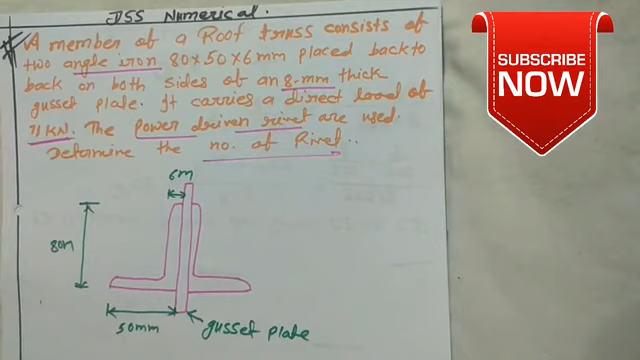 DSS Numerical.
A member of a Roof truss consists of
two angle iron 80×50×6mm placed back to
back on both sides of an 8-mm thick
gusset plate. It carries a direct load of
71 kN. The power driven rivet are used.
Determine the no. of Rivet.
6M
80M
50mm
gusset plate
SUBSCRIBE
NOW